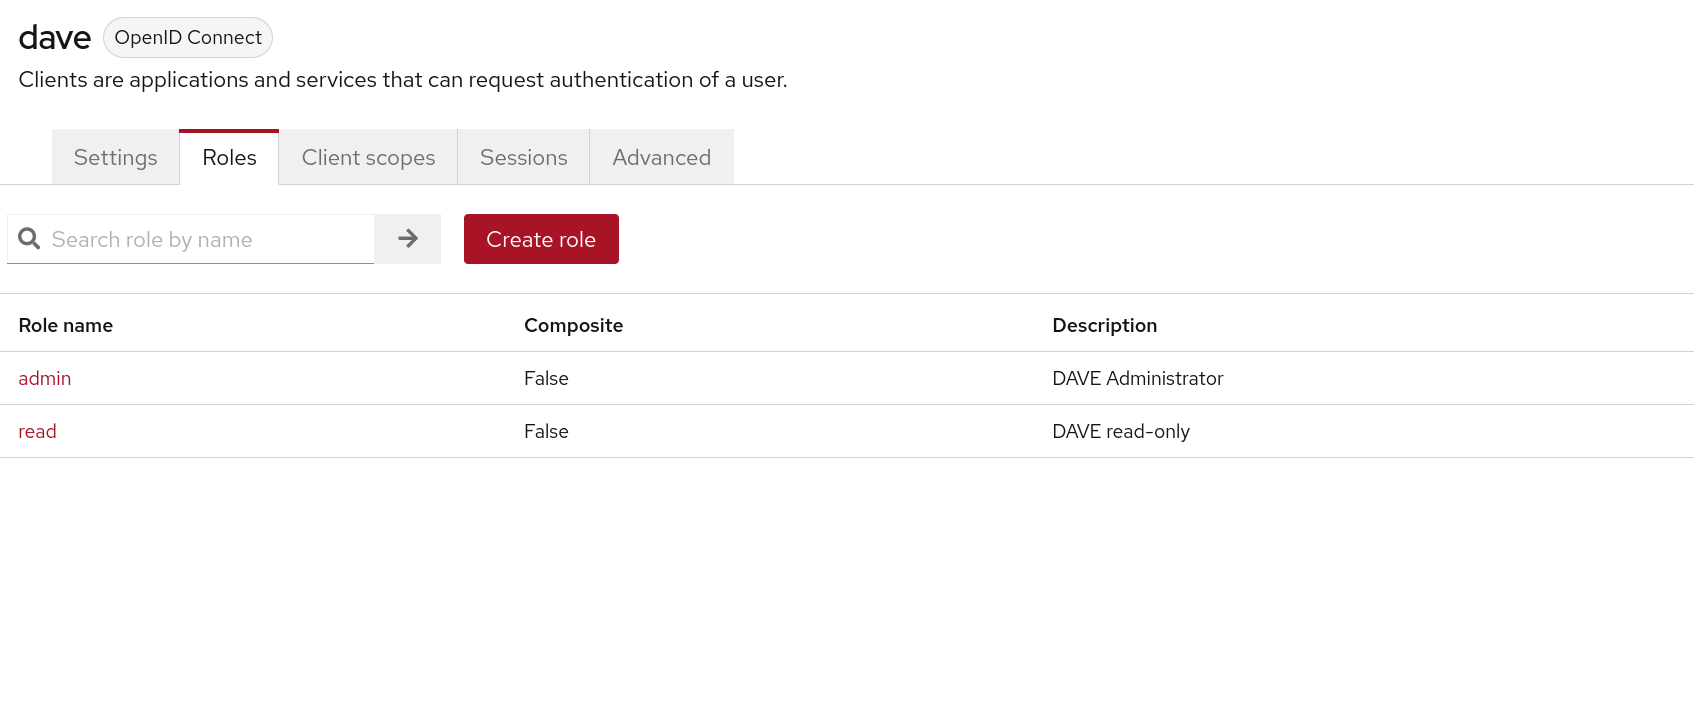 dave OpenID Connect
Clients are applications and services that can request authentication of a user.
Settings Roles Client scopes Sessions Advanced
Search role by name Create role
Role name Composite Description
admin False DAVE Administrator
read False DAVE read-only